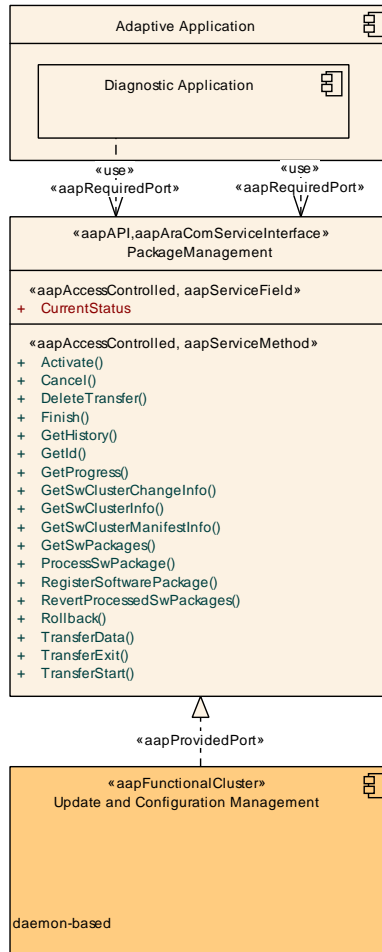 Adaptive Application
Diagnostic Application
«use»
«aapRequiredPort»
«use»
«aapRequiredPort»
«aapAPI,aapAraComServiceInterface»
PackageManagement
«aapAccessControlled, aapServiceField»
+ CurrentStatus
«aapAccessControlled, aapServiceMethod»
+ Activate()
+ Cancel()
+ DeleteTransfer()
+ Finish()
+ GetHistory()
+ GetId()
+ GetProgress()
+ GetSwClusterChangeInfo()
+ GetSwClusterInfo()
+ GetSwClusterManifestInfo()
+ GetSwPackages()
+ ProcessSwPackage()
+ RegisterSoftwarePackage()
+ RevertProcessedSwPackages()
+ Rollback()
+ TransferData()
+ TransferExit()
+ TransferStart()
«aapProvidedPort»
«aapFunctionalCluster»
Update and Configuration Management
daemon-based